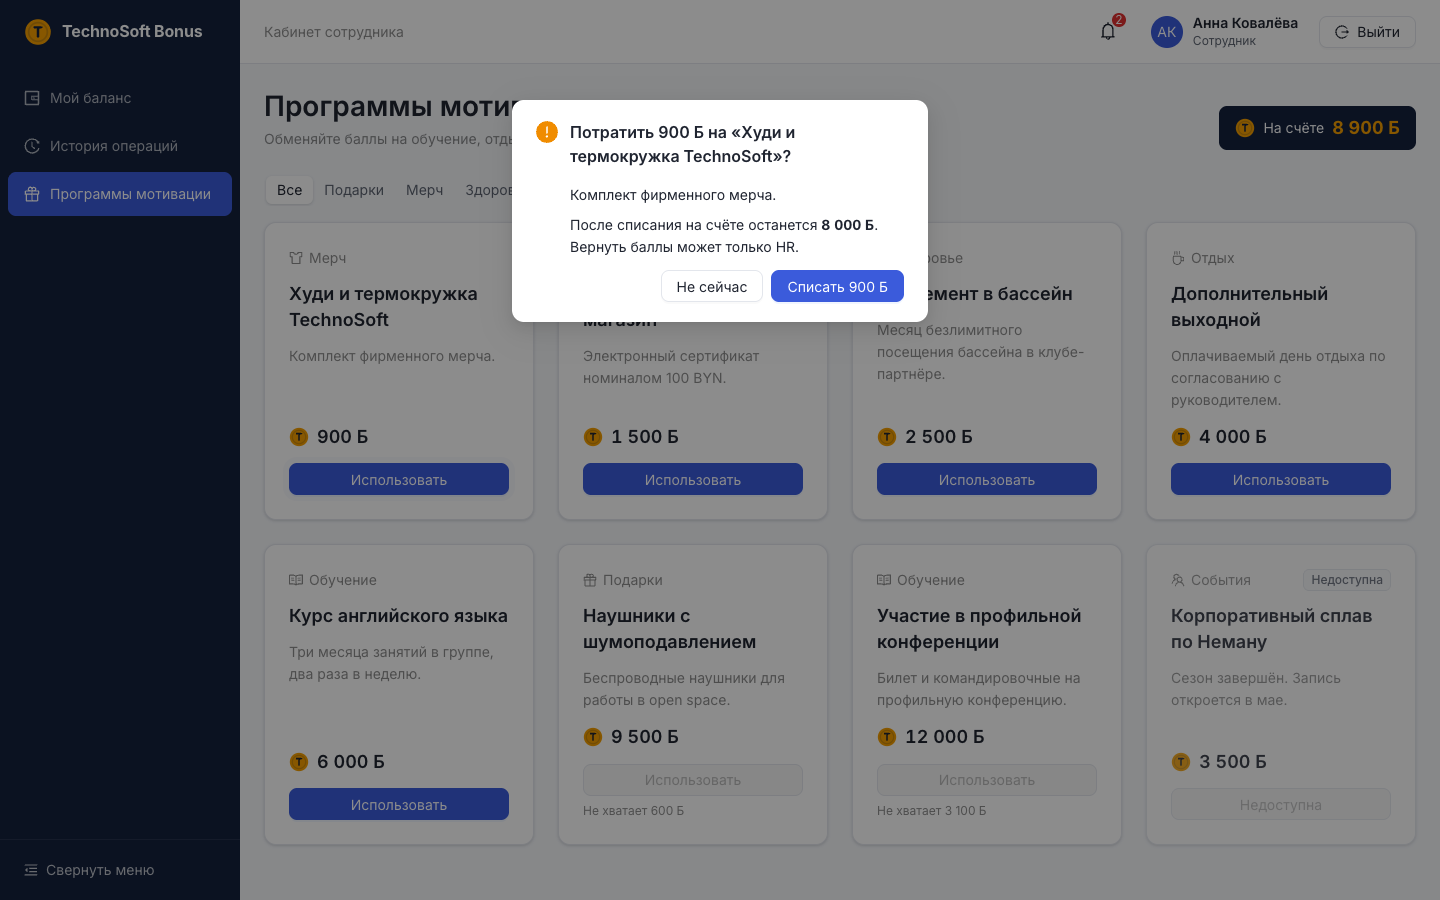 TechnoSoft Bonus
Кабинет сотрудника
2
АК
Анна Ковалёва
Сотрудник
Выйти
Мой баланс
История операций
Программы мотивации
Свернуть меню
Обменяйте баллы на обучение,
На счёте 8 900 Б
Все
Подарки
Мерч
Потратить 900 Б на «Худи и
термокружка TechnoSoft»?
Комплект фирменного мерча.
После списания на счёте останется 8 000 Б.
Вернуть баллы может только HR.
Не сейчас
Списать 900 Б
Мерч
Худи и термокружка
TechnoSoft
Комплект фирменного мерча.
900 Б
Использовать
Электронный сертификат
номиналом 100 BYN.
1 500 Б
Использовать
в бассейн
Месяц безлимитного
посещения бассейна в клубе-
партнёре.
2 500 Б
Использовать
Отдых
Дополнительный
выходной
Оплачиваемый день отдыха по
согласованию с
руководителем.
4 000 Б
Использовать
Обучение
Курс английского языка
Три месяца занятий в группе,
два раза в неделю.
6 000 Б
Использовать
Подарки
Наушники с
шумоподавлением
Беспроводные наушники для
работы в open space.
9 500 Б
Использовать
Не хватает 600 Б
Обучение
Участие в профильной
конференции
Билет и командировочные на
профильную конференцию.
12 000 Б
Использовать
Не хватает 3 100 Б
События
Недоступна
Корпоративный сплав
по Неману
Сезон завершён. Запись
откроется в мае.
3 500 Б
Недоступна